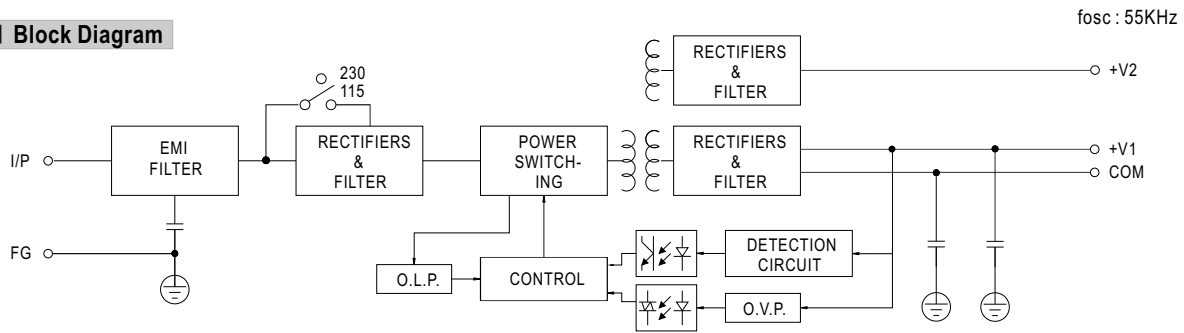 fosc : 55KHz
Block Diagram
RECTIFIERS
&
FILTER
+V2
230
115
I/P
EMI
FILTER
RECTIFIERS
&
FILTER
POWER
SWITCH-
ING
RECTIFIERS
&
FILTER
+V1
COM
FG
O.L.P.
CONTROL
DETECTION
CIRCUIT
O.V.P.